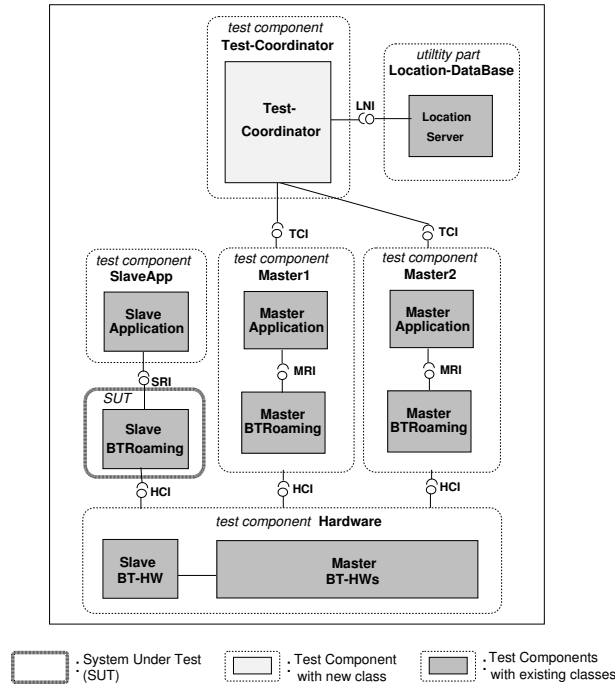 test component
Test-Coordinator
Test-
Coordinator
LNI
utiltity part
Location-DataBase
Location
Server
TCI
TCI
test component
SlaveApp
Slave
Application
SRI
SUT
Slave
BTRoaming
HCI
test component
Master1
Master
Application
MRI
Master
BTRoaming
HCI
test component
Master2
Master
Application
MRI
Master
BTRoaming
HCI
test component Hardware
Slave
BT-HW
Master
BT-HWs
: System Under Test
(SUT)
: Test Component
with new class
: Test Components
with existing classes